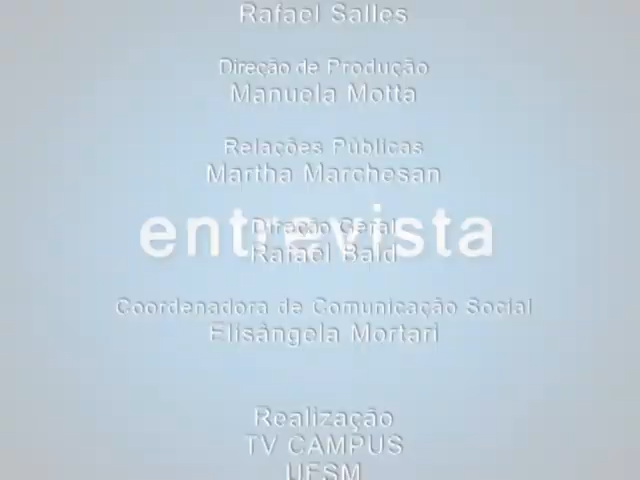 Rafael Salles
Direção de Produção
Manuela Motta
Relações Públicas
Martha Marchesan
Direção Geral
entrevista
Rafael Bald
Coordenadora de Comunicação Social
Elisângela Mortari
Realização
TV CAMPUS
UFSM